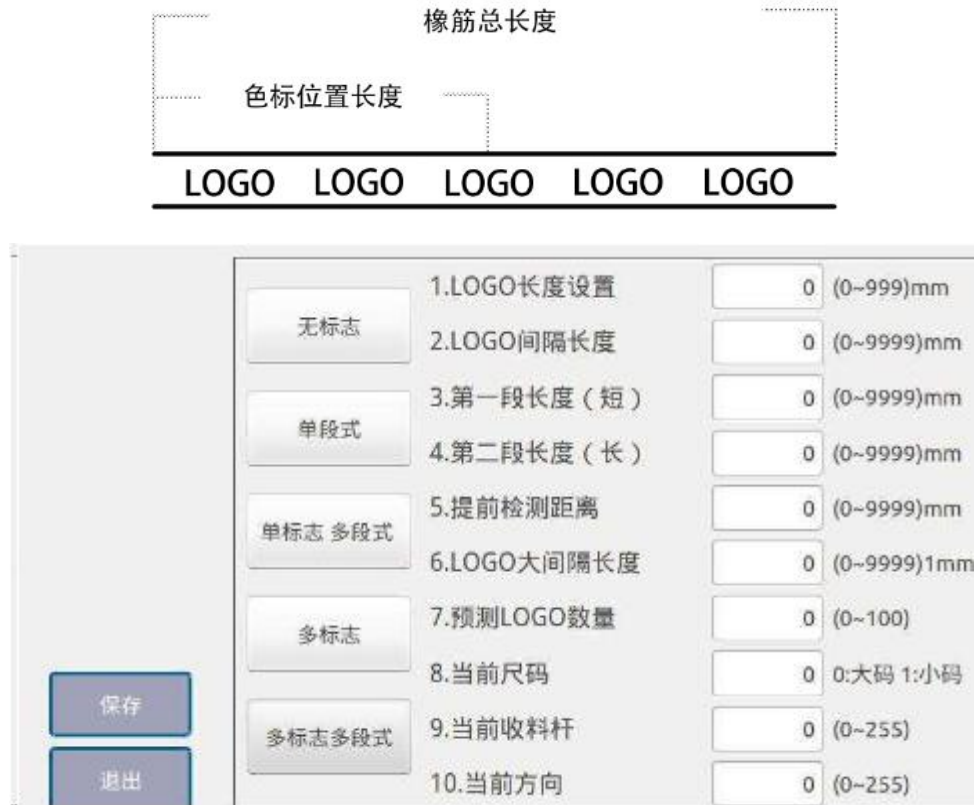 橡筋总长度
色标位置长度
LOGO LOGO LOGO LOGO LOGO
无标志
单段式
单标志 多段式
多标志
多标志多段式
保存
退出
1.LOGO长度设置 0 (0~999)mm
2.LOGO间隔长度 0 (0~9999)mm
3.第一段长度（短） 0 (0~9999)mm
4.第二段长度（长） 0 (0~9999)mm
5.提前检测距离 0 (0~9999)mm
6.LOGO大间隔长度 0 (0~9999)1mm
7.预测LOGO数量 0 (0~100)
8.当前尺码 0 0:大码 1:小码
9.当前收料杆 0 (0~255)
10.当前方向 0 (0~255)